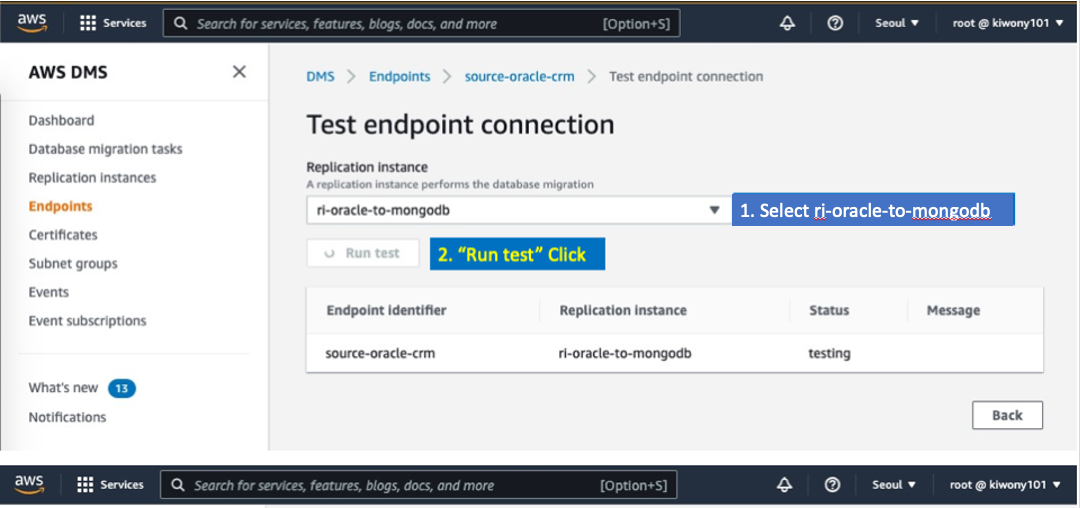 aws Services Search for services, features, blogs, docs, and more [Option+S] Seoul ▼ root @ kiwony101 ▼
AWS DMS
DMS > Endpoints > source-oracle-crm > Test endpoint connection
Test endpoint connection
Dashboard
Database migration tasks
Replication instances
Endpoints
Certificates
Subnet groups
Events
Event subscriptions
What's new 13
Notifications
Replication instance
A replication instance performs the database migration
ri-oracle-to-mongodb
1. Select ri-oracle-to-mongodb
Run test
2. “Run test” Click
Endpoint identifier Replication instance Status Message
source-oracle-crm ri-oracle-to-mongodb testing
Back
aws Services Search for services, features, blogs, docs, and more [Option+S] Seoul ▼ root @ kiwony101 ▼